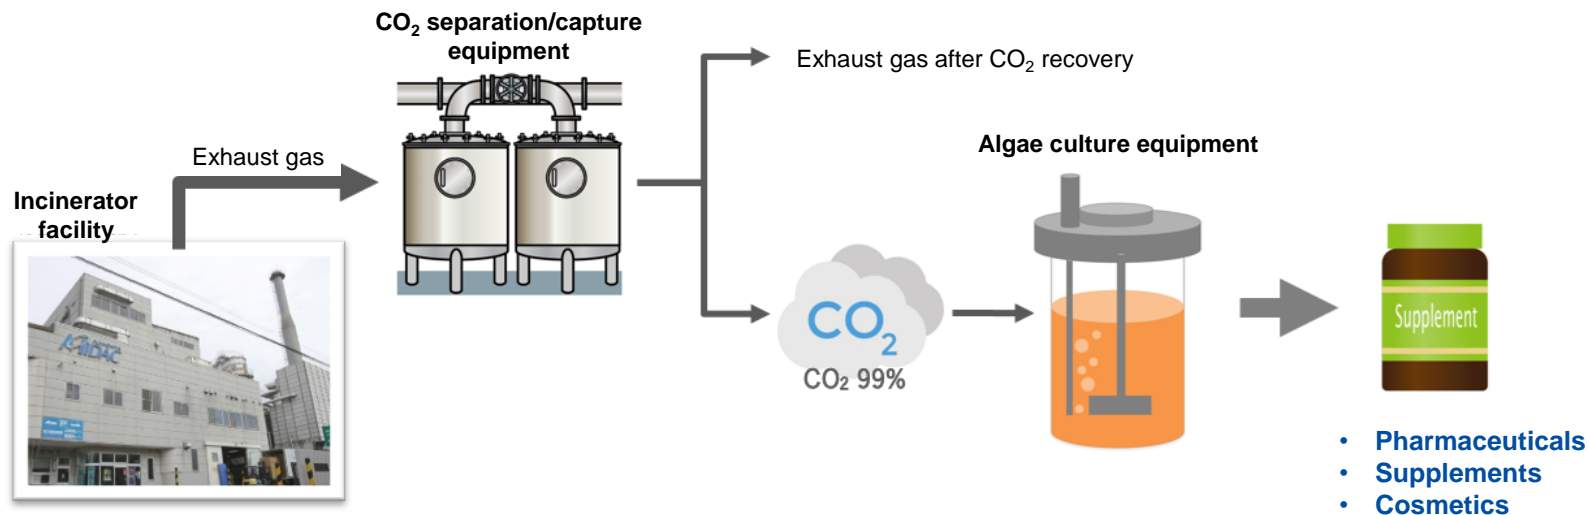 CO₂ separation/capture
equipment
Exhaust gas after CO₂ recovery
Exhaust gas
Algae culture equipment
Incinerator
facility
MIDAC
CO₂
CO₂ 99%
Supplement
• Pharmaceuticals
• Supplements
• Cosmetics